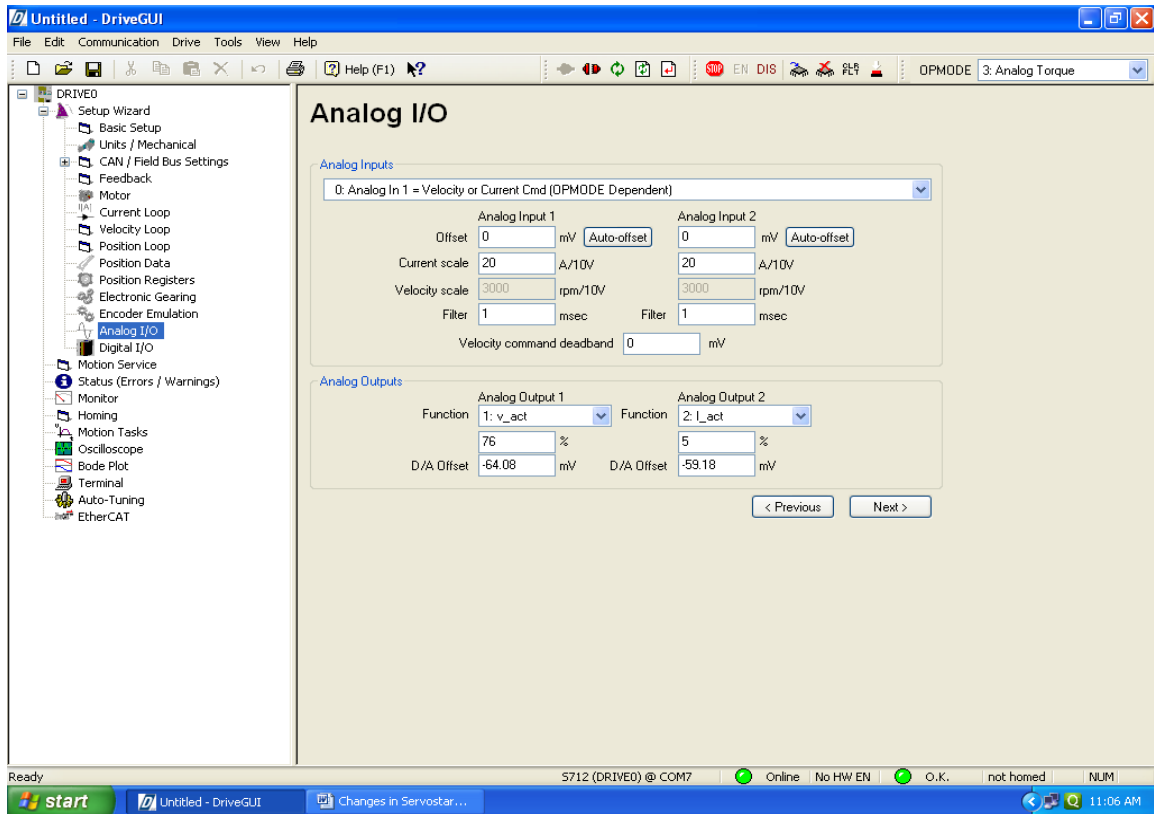 Untitled - DriveGUI
File Edit Communication Drive Tools View Help
Help (F1) STOP EN DIS OPMODE 3: Analog Torque
DRIVE0
Setup Wizard
Basic Setup
Units / Mechanical
CAN / Field Bus Settings
Feedback
Motor
Current Loop
Velocity Loop
Position Loop
Position Data
Position Registers
Electronic Gearing
Encoder Emulation
Analog I/O
Digital I/O
Motion Service
Status (Errors / Warnings)
Monitor
Homing
Motion Tasks
Oscilloscope
Bode Plot
Terminal
Auto-Tuning
EtherCAT
Analog I/O
Analog Inputs
0: Analog In 1 = Velocity or Current Cmd (OPMODE Dependent)
Analog Input 1 Analog Input 2
Offset 0 mV Auto-offset 0 mV Auto-offset
Current scale 20 A/10V 20 A/10V
Velocity scale 3000 rpm/10V 3000 rpm/10V
Filter 1 msec Filter 1 msec
Velocity command deadband 0 mV
Analog Outputs
Analog Output 1 Analog Output 2
Function 1: v_act Function 2: I_act
76 % 5 %
D/A Offset -64.08 mV D/A Offset -59.18 mV
< Previous Next >
Ready S712 (DRIVE0) @ COM7 Online No HW EN O.K. not homed NUM
start Untitled - DriveGUI Changes in Servostar... 11:06 AM